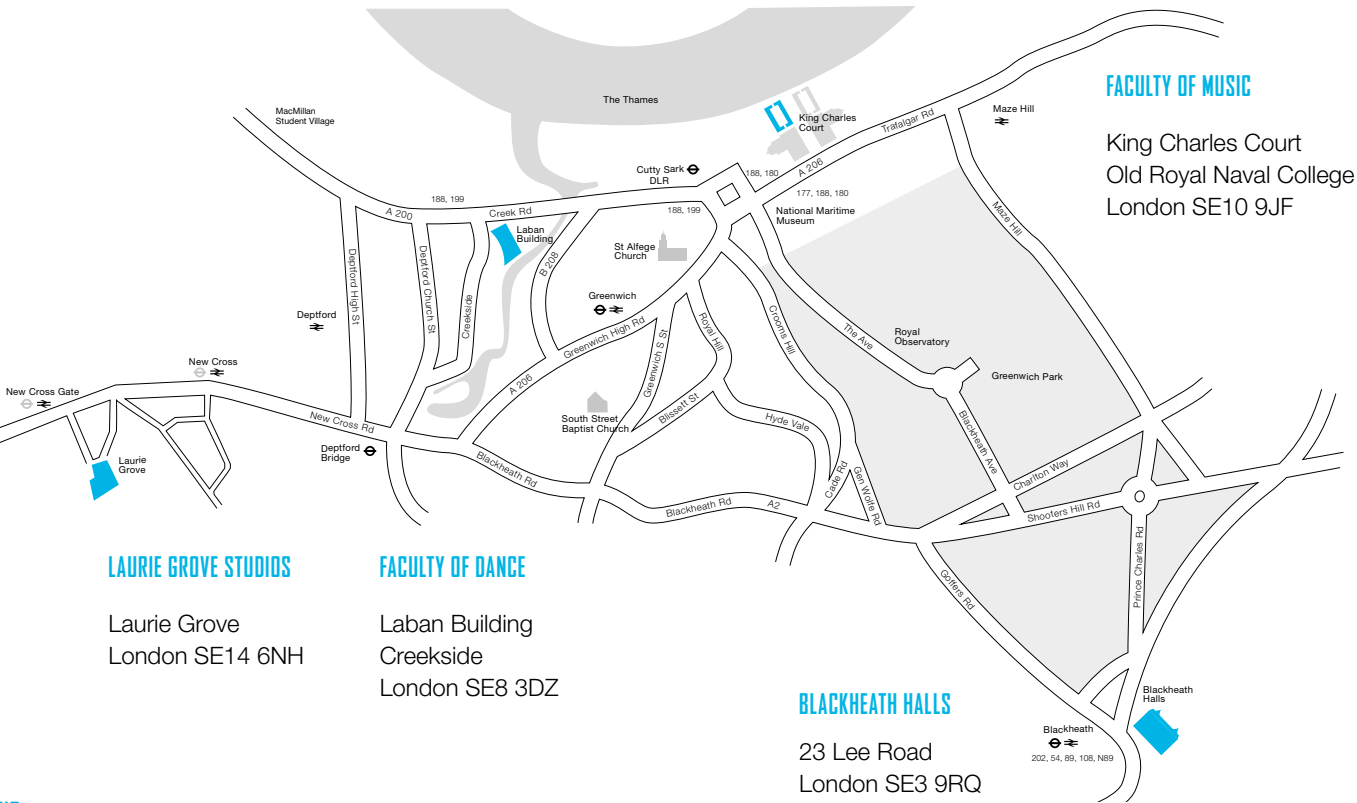 The Thames
MacMillan
Student Village
FACULTY OF MUSIC
King Charles Court
Old Royal Naval College
London SE10 9JF
Maze Hill
King Charles
Court
Trafalgar Rd
A 206
Cutty Sark
DLR
188, 180
177, 188, 180
188, 199
A 200
Creek Rd
188, 199
National Maritime
Museum
Maze Hill
Laban
Building
St Alfege
Church
B 208
Deptford High St
Deptford Church St
Creekside
Greenwich
Deptford
Greenwich High Rd
A 206
Greenwich S St
Royal Hill
Crooms Hill
The Ave
Royal
Observatory
Greenwich Park
New Cross
New Cross Gate
New Cross Rd
Laurie
Grove
Deptford
Bridge
South Street
Baptist Church
Blissett St
Hyde Vale
Blackheath Ave
Blackheath Rd
Blackheath Rd
A2
Cade Rd
Gen Wolfe Rd
Charlton Way
Shooters Hill Rd
Prince Charles Rd
Goffers Rd
LAURIE GROVE STUDIOS
Laurie Grove
London SE14 6NH
FACULTY OF DANCE
Laban Building
Creekside
London SE8 3DZ
BLACKHEATH HALLS
23 Lee Road
London SE3 9RQ
Blackheath
Halls
Blackheath
202, 54, 89, 108, N89